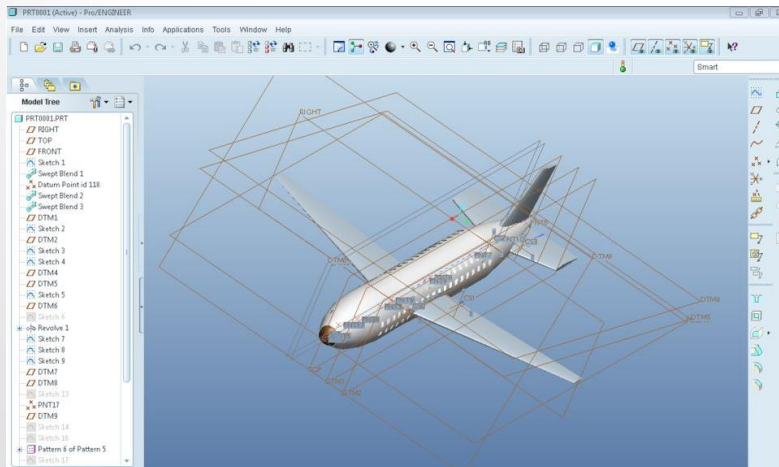 PRT0001 (Active) - Pro/ENGINEER
File Edit View Insert Analysis Info Applications Tools Window Help
Smart
Model Tree
PRT0001.PRT
RIGHT
TOP
FRONT
Sketch 1
Swept Blend 1
Datum Point id 118
Swept Blend 2
Swept Blend 3
DTM1
Sketch 2
DTM2
Sketch 3
Sketch 4
DTM4
DTM5
Sketch 5
DTM6
Sketch 6
Revolve 1
Sketch 7
Sketch 8
Sketch 9
DTM7
DTM8
Sketch 13
PNT17
DTM9
Sketch 14
Sketch 16
Pattern 6 of Pattern 5
Sketch 17
RIGHT